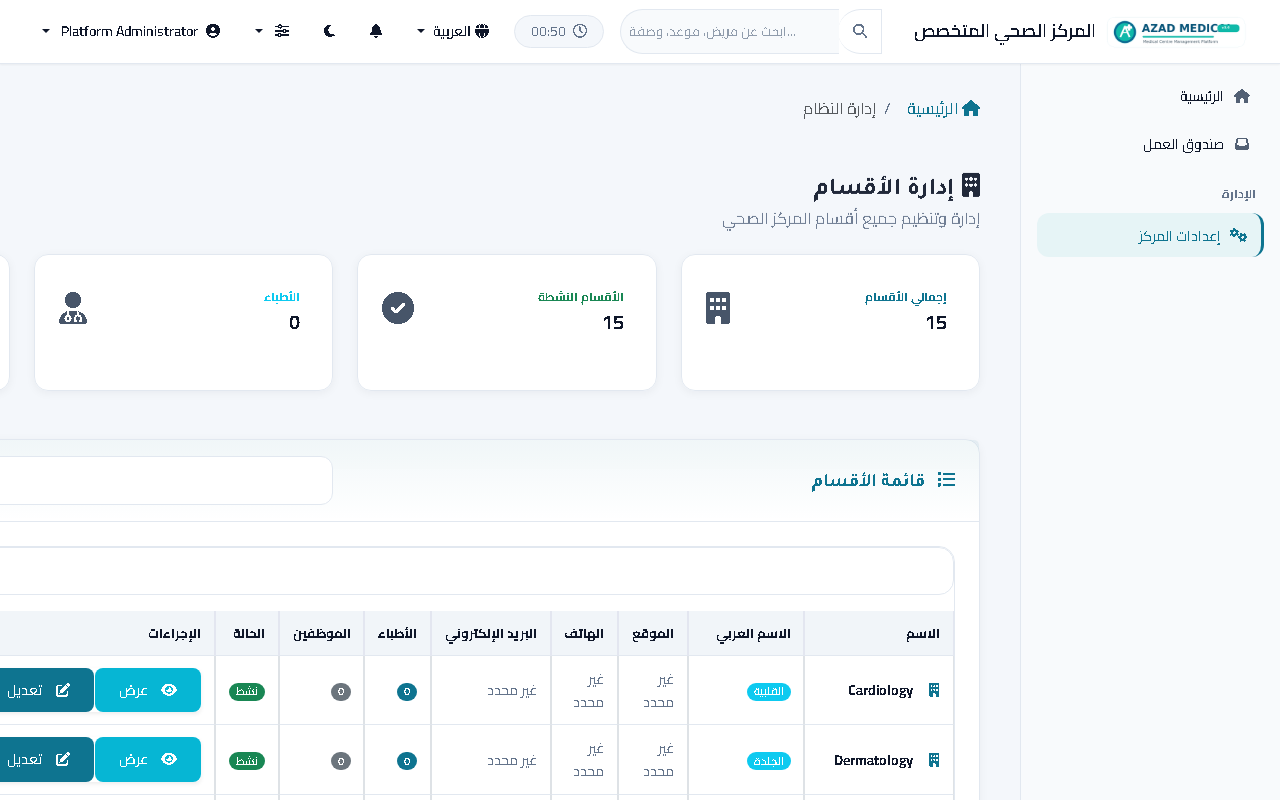 AZAD MEDIC
Medical Centre Management Platform
المركز الصحي المتخصص
ابحث عن مريض، موعد، وصفة...
00:50
العربية
Platform Administrator
الرئيسية
صندوق العمل
الإدارة
إعدادات المركز
الرئيسية / إدارة النظام
إدارة الأقسام
إدارة وتنظيم جميع أقسام المركز الصحي
إجمالي الأقسام
15
الأقسام النشطة
15
الأطباء
0
قائمة الأقسام
الاسم الاسم العربي الموقع الهاتف البريد الإلكتروني الأطباء الموظفين الحالة الإجراءات
Cardiology القلبية غير محدد غير محدد غير محدد 0 0 نشط عرض تعديل
Dermatology الجلدة غير محدد غير محدد غير محدد 0 0 نشط عرض تعديل